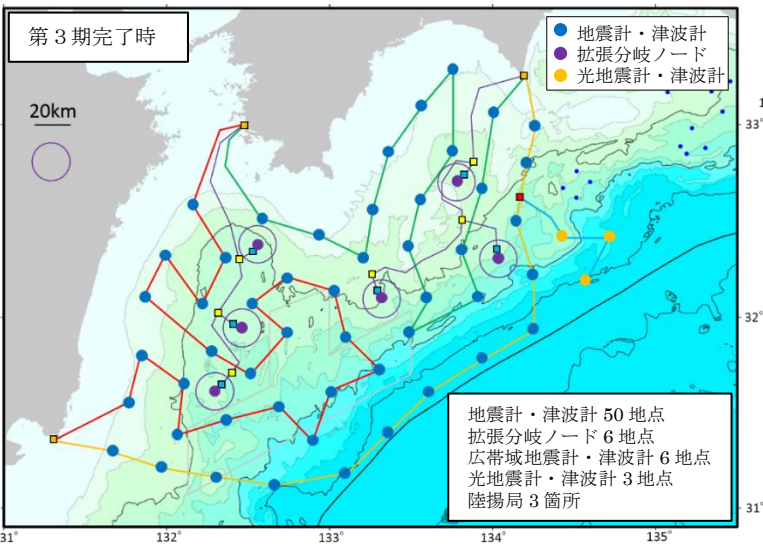 第３期完了時
地震計・津波計
拡張分岐ノード
光地震計・津波計
20km
1
33°
32°
31°
地震計・津波計 50 地点
拡張分岐ノード 6 地点
広帯域地震計・津波計 6 地点
光地震計・津波計 3 地点
陸揚局 3 箇所
131°
132°
133°
134°
135°